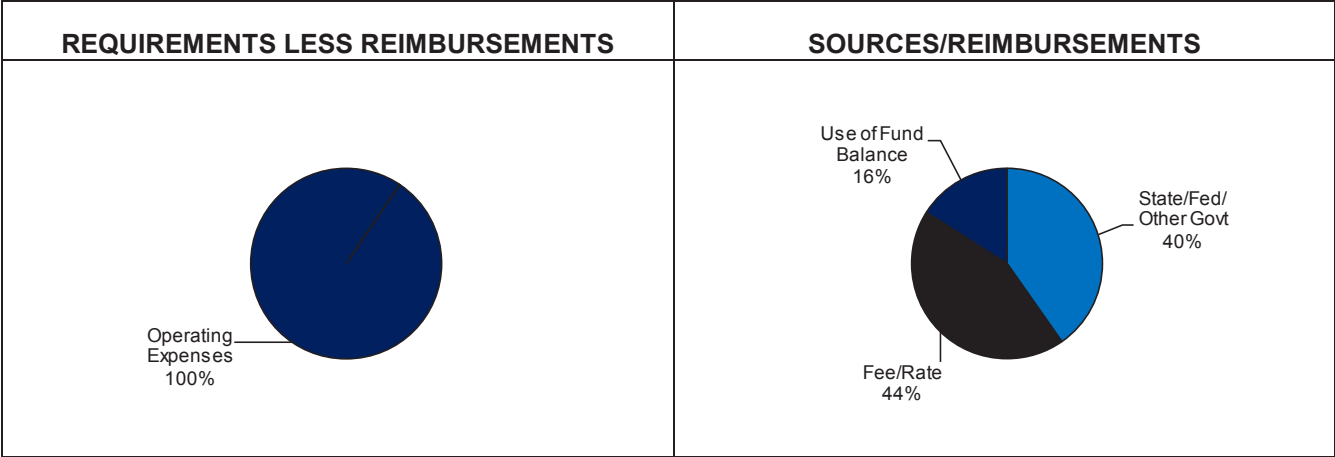 REQUIREMENTS LESS REIMBURSEMENTS
SOURCES/REIMBURSEMENTS
Operating
Expenses
100%
Use of Fund
Balance
16%
State/Fed/
Other Govt
40%
Fee/Rate
44%